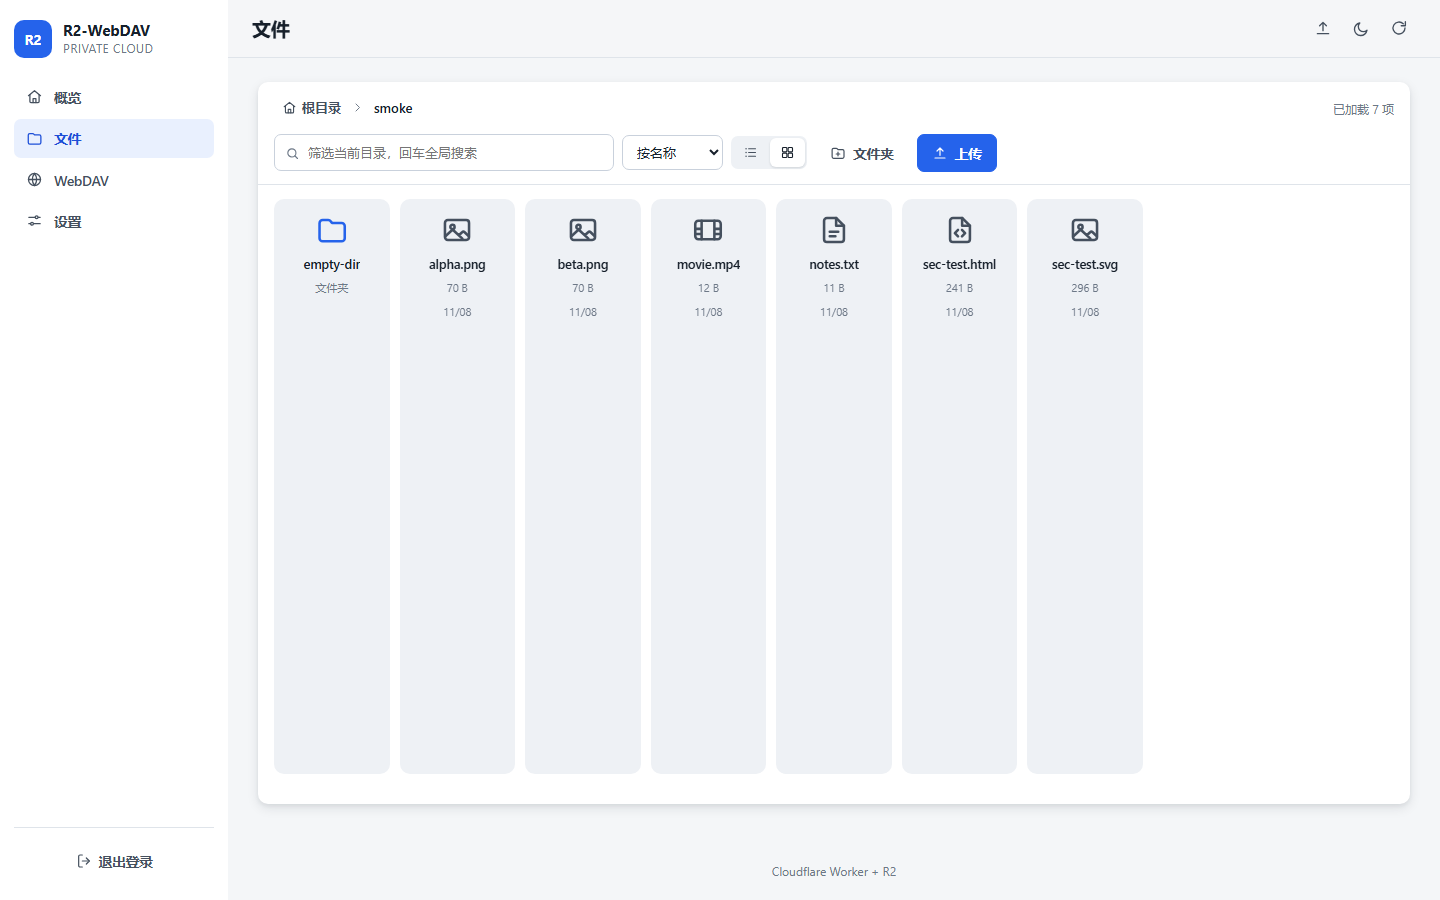 R2
R2-WebDAV
PRIVATE CLOUD
概览
文件
WebDAV
设置
退出登录
文件
根目录 > smoke
已加载 7 项
筛选当前目录，回车全局搜索
按名称
文件夹
上传
empty-dir
文件夹
alpha.png
70 B
11/08
beta.png
70 B
11/08
movie.mp4
12 B
11/08
notes.txt
11 B
11/08
sec-test.html
241 B
11/08
sec-test.svg
296 B
11/08
Cloudflare Worker + R2